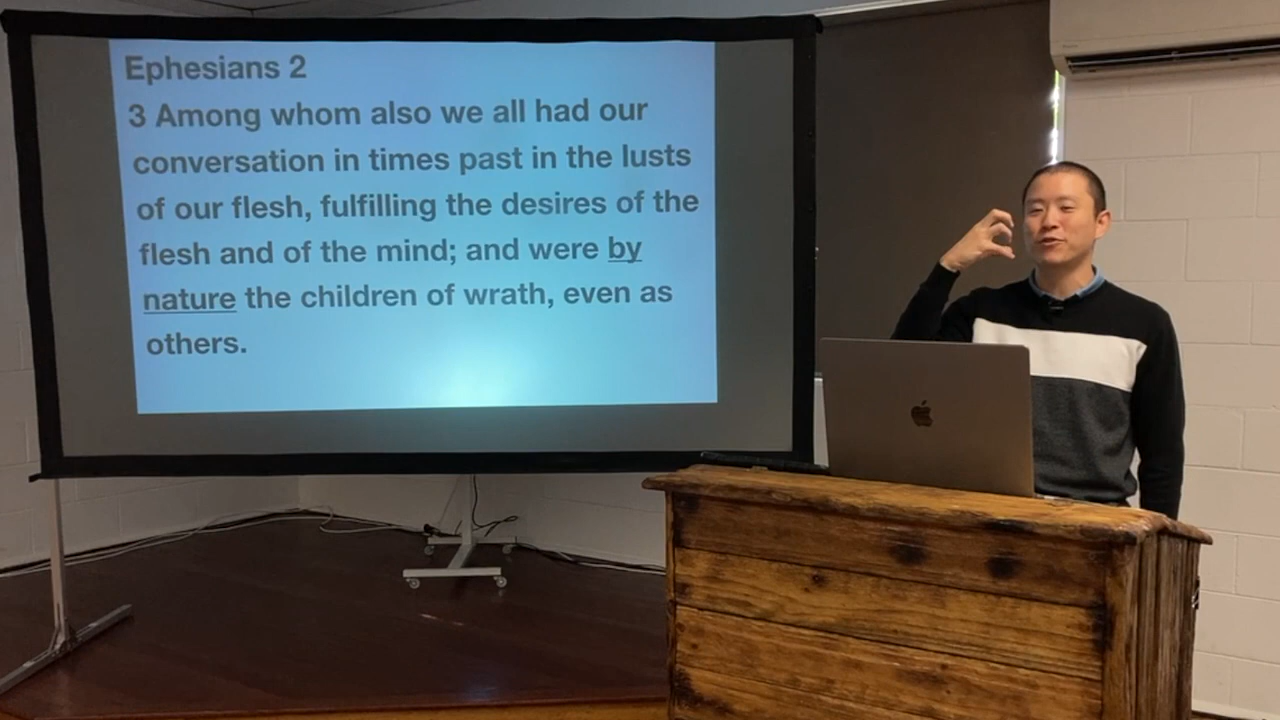 Ephesians 2
3 Among whom also we all had our
conversation in times past in the lusts
of our flesh, fulfilling the desires of the
flesh and of the mind; and were by
nature the children of wrath, even as
others.